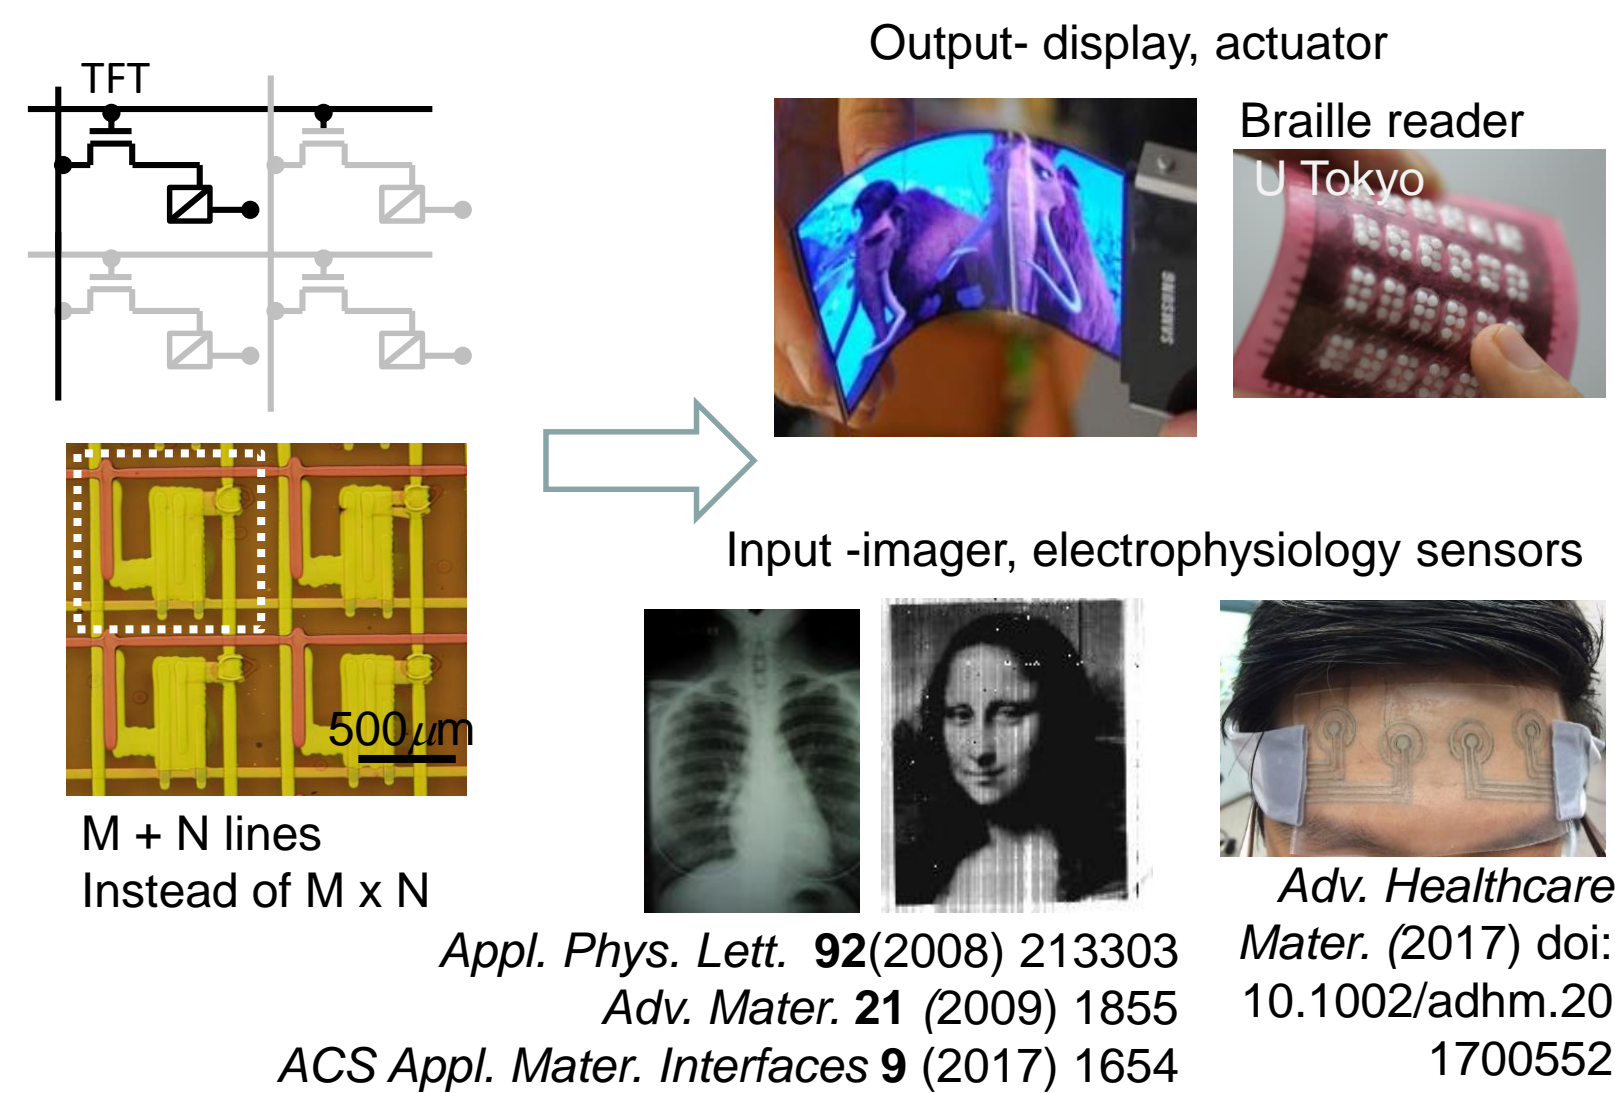 TFT
M + N lines
Instead of M x N
500μm
Output- display, actuator
SAMSUNG
Braille reader
U Tokyo
Input -imager, electrophysiology sensors
Appl. Phys. Lett. 92(2008) 213303
Adv. Mater. 21 (2009) 1855
ACS Appl. Mater. Interfaces 9 (2017) 1654
Adv. Healthcare
Mater. (2017) doi:
10.1002/adhm.20
1700552